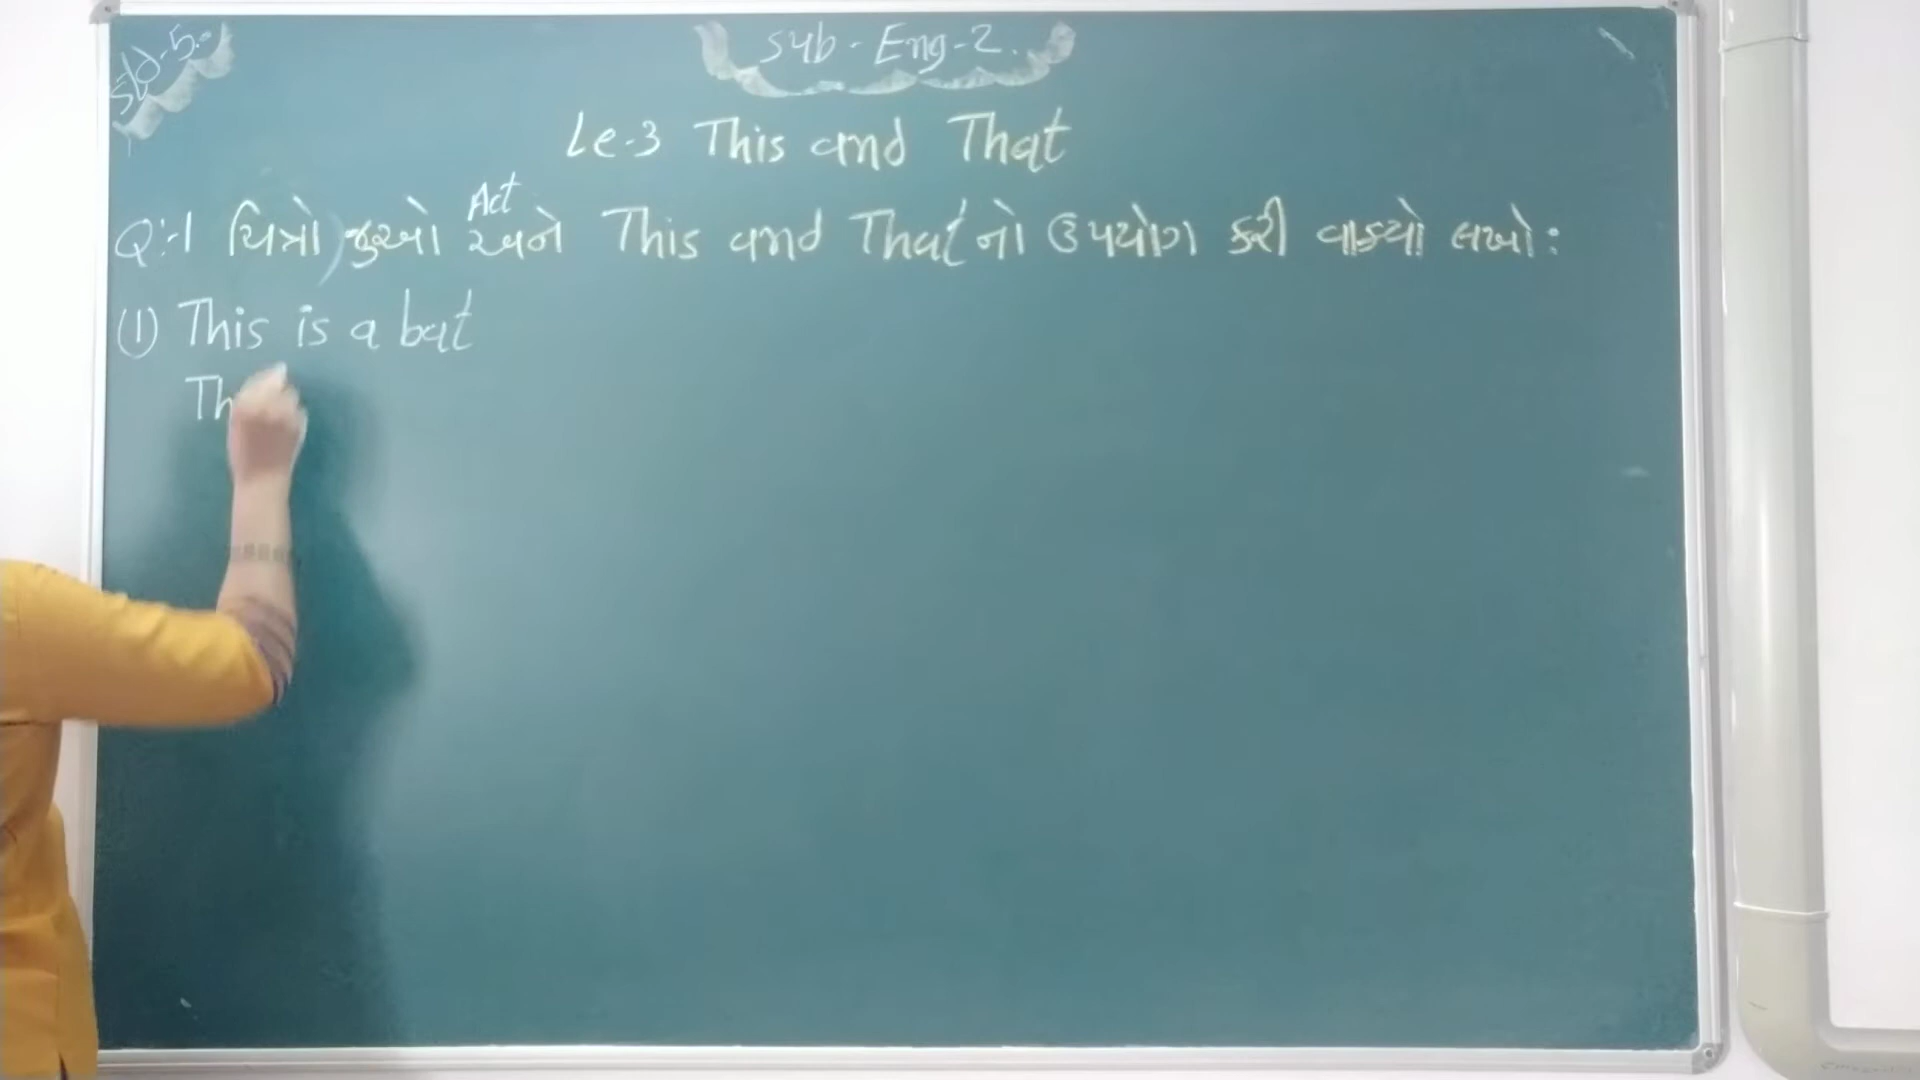 Std-5.
Sub - Eng-2.
Le-3 This and That
Act
Q:-1 ચિત્રો જુઓ અને This and That નો ઉપયોગ કરી વાક્યો લખો:
(1) This is a bat
Th